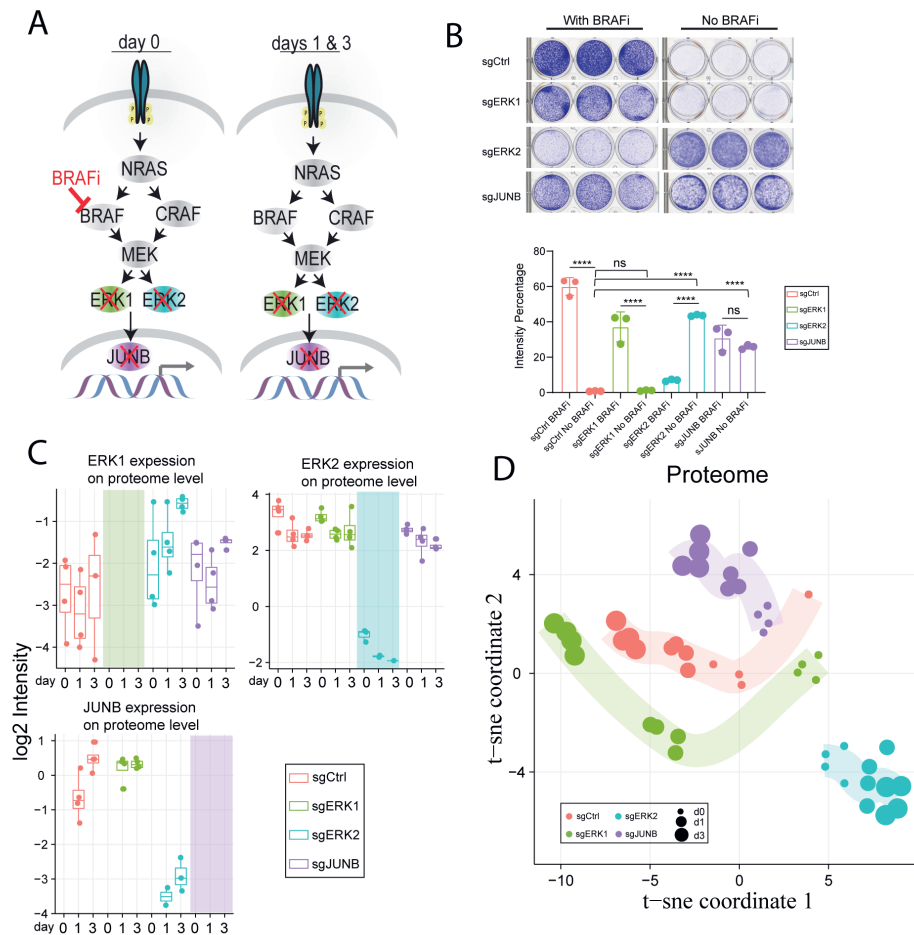 A
day 0
days 1 & 3
P
P
P
P
P
P
P
P
NRAS
NRAS
BRAFi
BRAF
CRAF
BRAF
CRAF
MEK
MEK
ERK1
ERK2
ERK1
ERK2
JUNB
JUNB
B
With BRAFi
No BRAFi
sgCtrl
sgERK1
sgERK2
sgJUNB
Intensity Percentage
80
60
40
20
0
****
ns
****
****
****
****
ns
sgCtrl
sgERK1
sgERK2
sgJUNB
sgCtrl BRAFi
sgCtrl No BRAFi
sgERK1 BRAFi
sgERK1 No BRAFi
sgERK2 BRAFi
sgERK2 No BRAFi
sgJUNB BRAFi
sJUNB No BRAFi
C
ERK1 expession
on proteome level
−1
−2
−3
−4
day 0 1 3 0 1 3 0 1 3 0 1 3
ERK2 expression
on proteome level
4
2
0
−2
day 0 1 3 0 1 3 0 1 3 0 1 3
log2 Intensity
JUNB expression
on proteome level
1
0
−1
−2
−3
−4
day 0 1 3 0 1 3 0 1 3 0 1 3
sgCtrl
sgERK1
sgERK2
sgJUNB
D
Proteome
t−sne coordinate 2
4
0
−4
sgCtrl
sgERK2
sgERK1
sgJUNB
d0
d1
d3
−10
−5
0
5
t−sne coordinate 1